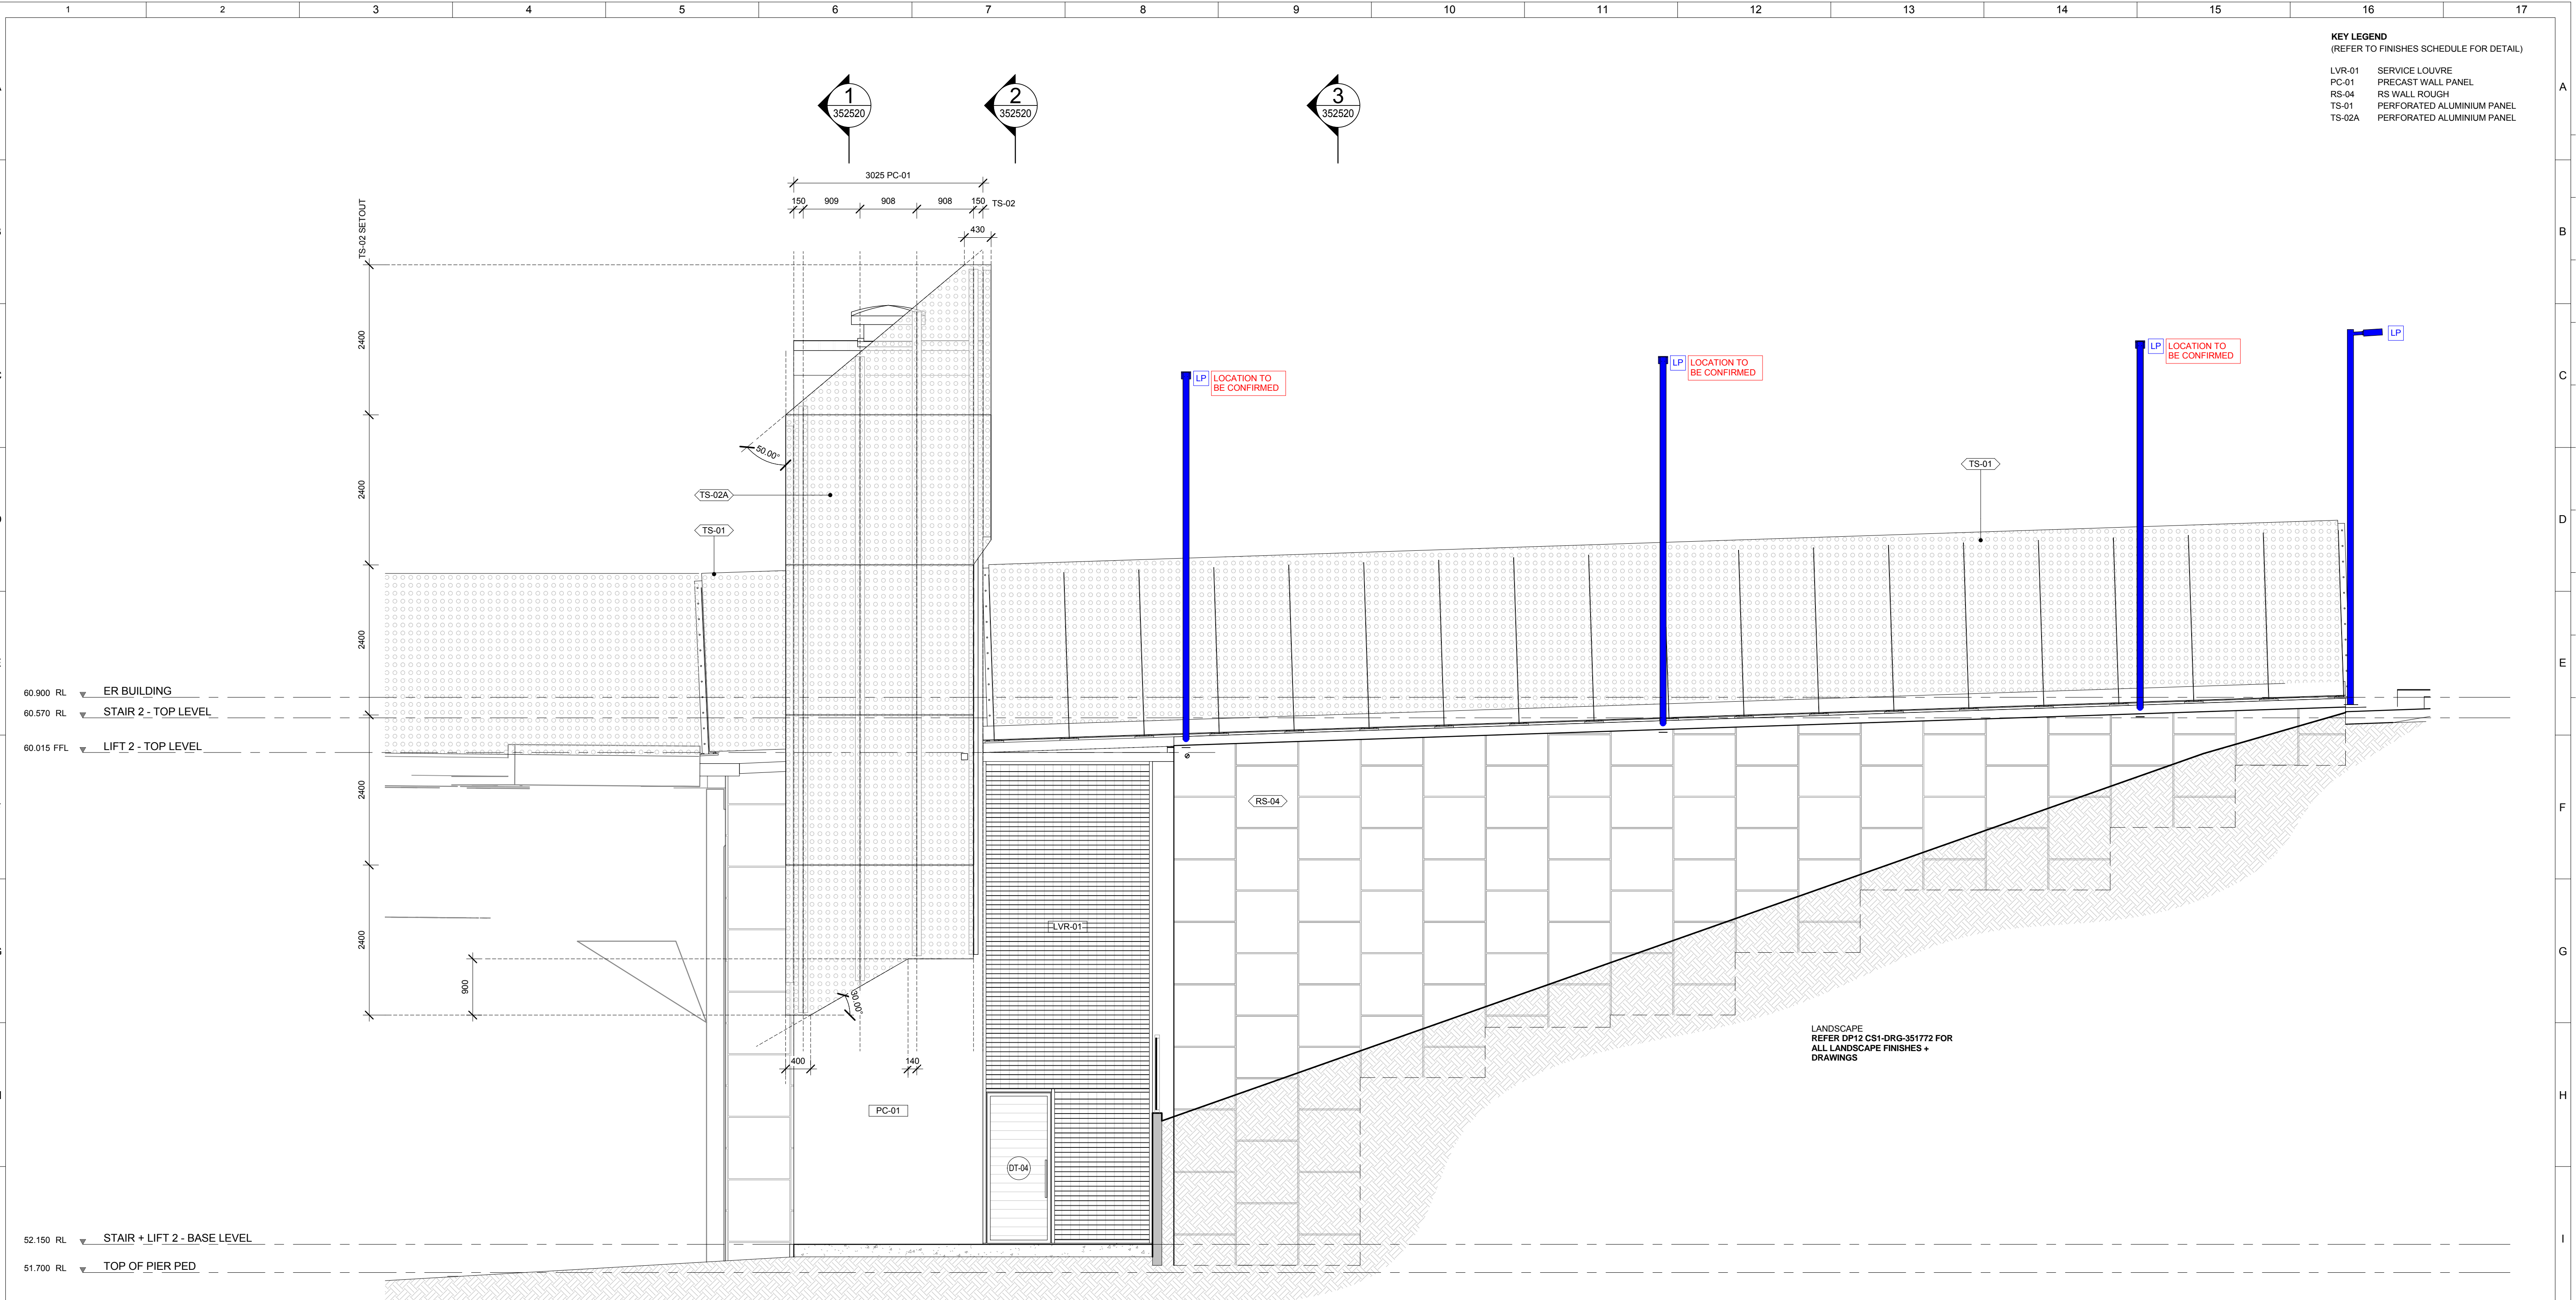 1 2 3 4 5 6 7 8 9 10 11 12 13 14 15 16 17
KEY LEGEND
(REFER TO FINISHES SCHEDULE FOR DETAIL)
LVR-01 SERVICE LOUVRE
PC-01 PRECAST WALL PANEL
RS-04 RS WALL ROUGH
TS-01 PERFORATED ALUMINIUM PANEL
TS-02A PERFORATED ALUMINIUM PANEL
A
1
352520
2
352520
3
352520
3025 PC-01
150 909 908 908 150 TS-02
TS-02 SETOUT
430
B
2400
LP
LP LOCATION TO
BE CONFIRMED
LP LOCATION TO
BE CONFIRMED
LP LOCATION TO
BE CONFIRMED
C
50.00°
TS-01
2400
TS-02A
TS-01
D
2400
E
60.900 RL ER BUILDING
60.570 RL STAIR 2 - TOP LEVEL
60.015 FFL LIFT 2 - TOP LEVEL
2400
RS-04
F
LVR-01
2400
G
900
30.00°
LANDSCAPE
REFER DP12 CS1-DRG-351772 FOR
ALL LANDSCAPE FINISHES +
DRAWINGS
400 140
H
PC-01
DT-04
52.150 RL STAIR + LIFT 2 - BASE LEVEL
I
51.700 RL TOP OF PIER PED